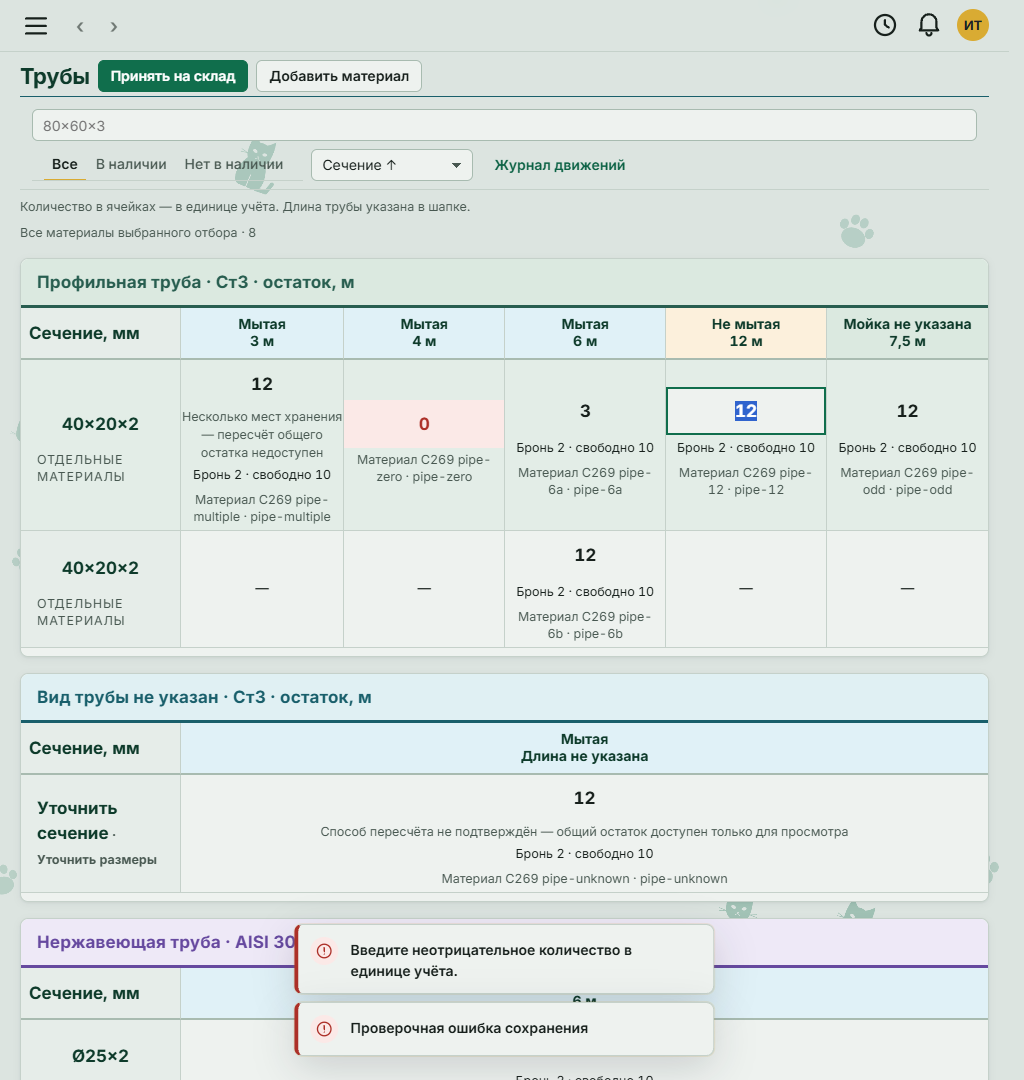 ИТ
Трубы
Принять на склад
Добавить материал
80×60×3
Все
В наличии
Нет в наличии
Сечение ↑
Журнал движений
Количество в ячейках — в единице учёта. Длина трубы указана в шапке.
Все материалы выбранного отбора · 8
Профильная труба · Ст3 · остаток, м
Сечение, мм
Мытая
3 м
Мытая
4 м
Мытая
6 м
Не мытая
12 м
Мойка не указана
7,5 м
40×20×2
ОТДЕЛЬНЫЕ
МАТЕРИАЛЫ
12
Несколько мест хранения
— пересчёт общего
остатка недоступен
Бронь 2 · свободно 10
Материал C269 pipe-
multiple · pipe-multiple
0
Материал C269 pipe-
zero · pipe-zero
3
Бронь 2 · свободно 10
Материал C269 pipe-
6a · pipe-6a
12
Бронь 2 · свободно 10
Материал C269 pipe-
12 · pipe-12
12
Бронь 2 · свободно 10
Материал C269 pipe-
odd · pipe-odd
40×20×2
ОТДЕЛЬНЫЕ
МАТЕРИАЛЫ
—
—
12
Бронь 2 · свободно 10
Материал C269 pipe-
6b · pipe-6b
—
—
Вид трубы не указан · Ст3 · остаток, м
Сечение, мм
Мытая
Длина не указана
Уточнить
сечение ·
Уточнить размеры
12
Способ пересчёта не подтверждён — общий остаток доступен только для просмотра
Бронь 2 · свободно 10
Материал C269 pipe-unknown · pipe-unknown
Нержавеющая труба · AISI 30
Сечение, мм
6 м
Ø25×2
Бронь 2 · свободно 10
Введите неотрицательное количество в
единице учёта.
Проверочная ошибка сохранения